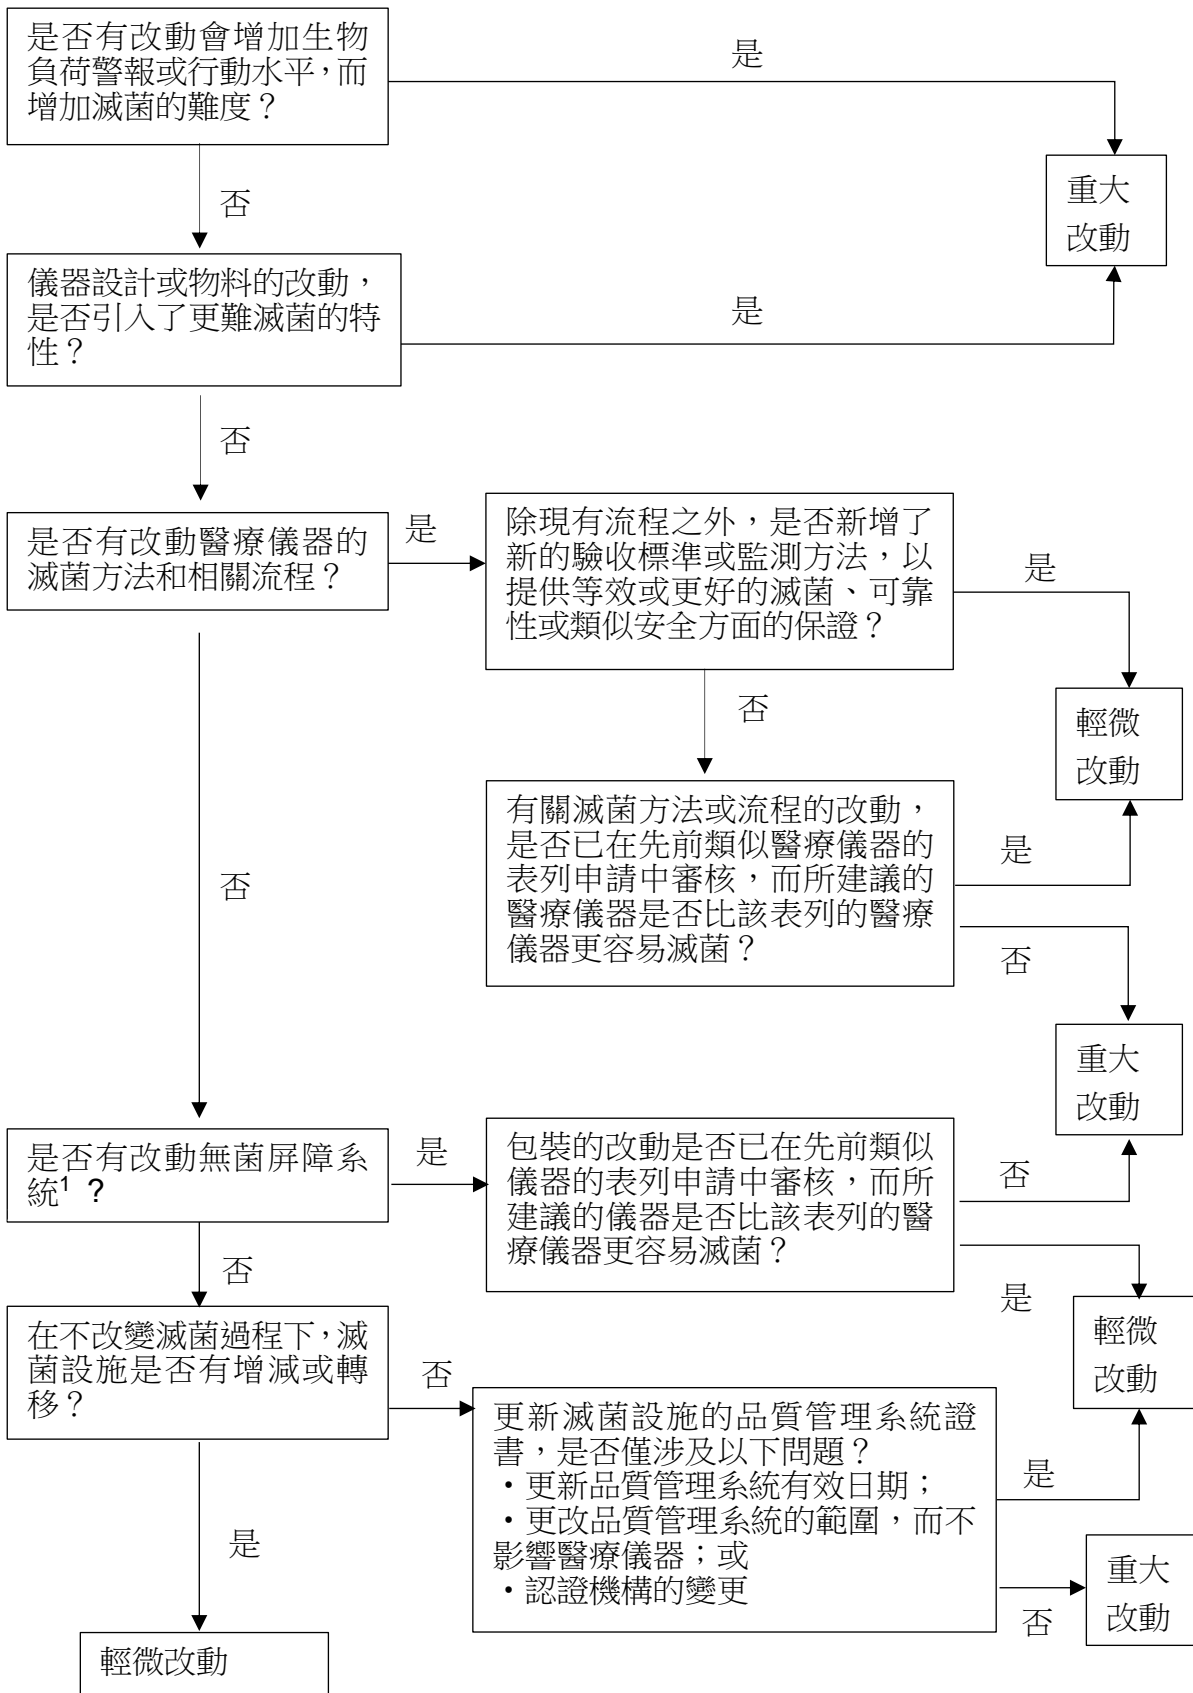 是否有改動會增加生物
負荷警報或行動水平，而
增加滅菌的難度？
是
重大
改動
否
儀器設計或物料的改動，
是否引入了更難滅菌的特
性？
是
否
是否有改動醫療儀器的
滅菌方法和相關流程？
是
除現有流程之外，是否新增了
新的驗收標準或監測方法，以
提供等效或更好的滅菌、可靠
性或類似安全方面的保證？
是
否
輕微
改動
有關滅菌方法或流程的改動，
是否已在先前類似醫療儀器的
表列申請中審核，而所建議的
醫療儀器是否比該表列的醫療
儀器更容易滅菌？
是
否
否
重大
改動
是否有改動無菌屏障系
統¹ ？
是
包裝的改動是否已在先前類似
儀器的表列申請中審核，而所
建議的儀器是否比該表列的醫
療儀器更容易滅菌？
否
是
否
輕微
改動
在不改變滅菌過程下，滅
菌設施是否有增減或轉
移？
否
更新滅菌設施的品質管理系統證
書，是否僅涉及以下問題？
・更新品質管理系統有效日期；
・更改品質管理系統的範圍，而不
影響醫療儀器；或
・認證機構的變更
是
否
重大
改動
是
輕微改動